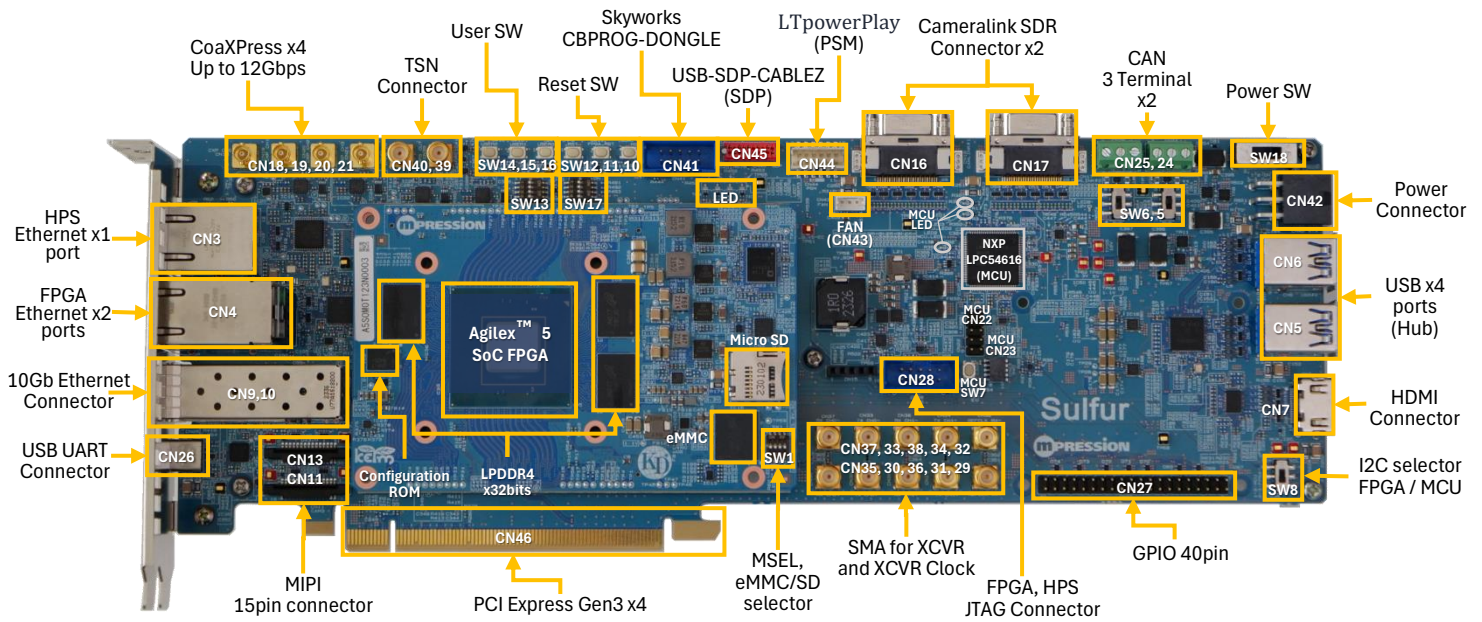 CoaXPress x4
Up to 12Gbps
TSN
Connector
User SW
Reset SW
Skyworks
CBPROG-DONGLE
USB-SDP-CABLEZ
(SDP)
LTpowerPlay
(PSM)
Cameralink SDR
Connector x2
CAN
3 Terminal
x2
Power SW
CN18, 19, 20, 21
CN40, 39
SW14,15,16
SW12,11,10
CN41
CN45
CN44
CN16
CN17
CN25, 24
SW18
SW13
SW17
LED
FAN
(CN43)
MCU
LED
SW6, 5
CN42
Power
Connector
HPS
Ethernet x1
port
CN3
mpression
NXP
LPC54616
(MCU)
CN6
USB x4
ports
(Hub)
CN5
FPGA
Ethernet x2
ports
CN4
A5SOMOT123N0003
Agilex™ 5
SoC FPGA
1R0
2326
MCU
CN22
MCU
CN23
Micro SD
230102
CN28
MCU
SW7
10Gb Ethernet
Connector
CN9,10
Sulfur
mpression
CN7
HDMI
Connector
USB UART
Connector
CN26
CN13
CN11
Configuration
ROM
LPDDR4
x32bits
eMMC
SW1
CN37, 33, 38, 34, 32
CN35, 30, 36, 31, 29
CN27
SW8
I2C selector
FPGA / MCU
CN46
MIPI
15pin connector
PCI Express Gen3 x4
MSEL,
eMMC/SD
selector
SMA for XCVR
and XCVR Clock
FPGA, HPS
JTAG Connector
GPIO 40pin